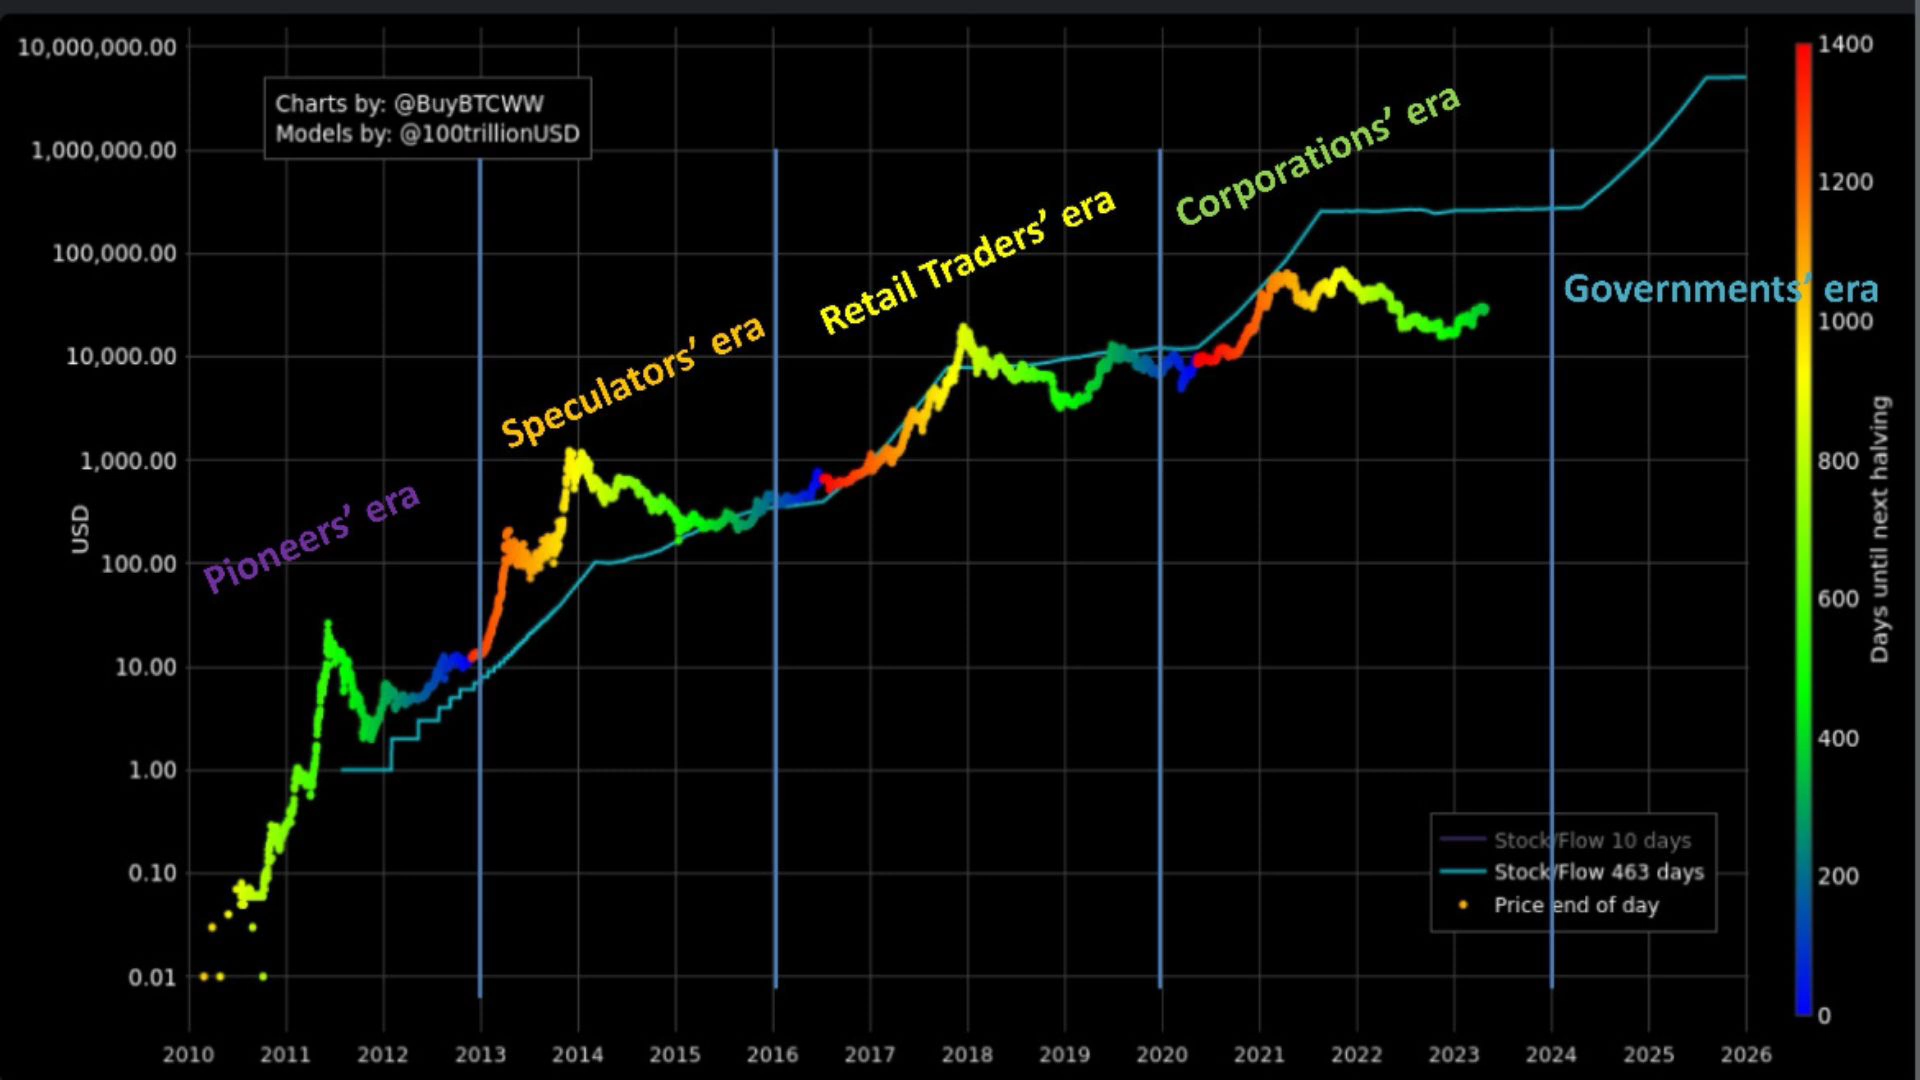 10,000,000.00
1,000,000.00
100,000.00
10,000.00
1,000.00
100.00
10.00
1.00
0.10
0.01
USD
Charts by: @BuyBTCWW
Models by: @100trillionUSD
Pioneers’ era
Speculators’ era
Retail Traders’ era
Corporations’ era
Governments’ era
Stock/Flow 10 days
Stock/Flow 463 days
Price end of day
2010 2011 2012 2013 2014 2015 2016 2017 2018 2019 2020 2021 2022 2023 2024 2025 2026
1400
1200
1000
800
600
400
200
0
Days until next halving